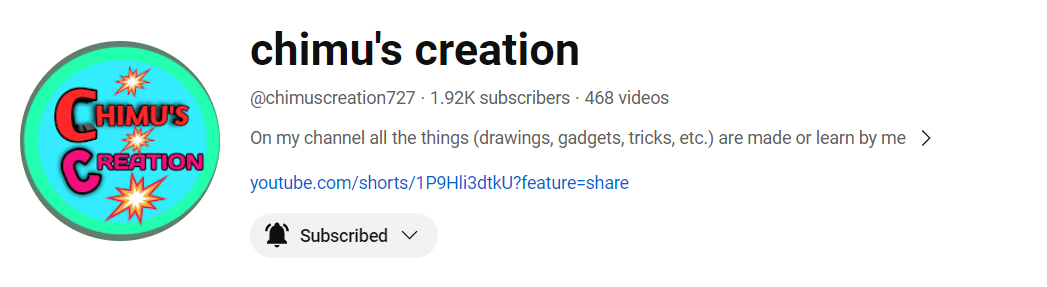 CHIMU'S
CREATION
chimu's creation
@chimuscreation727 · 1.92K subscribers · 468 videos
On my channel all the things (drawings, gadgets, tricks, etc.) are made or learn by me
youtube.com/shorts/1P9Hli3dtkU?feature=share
Subscribed